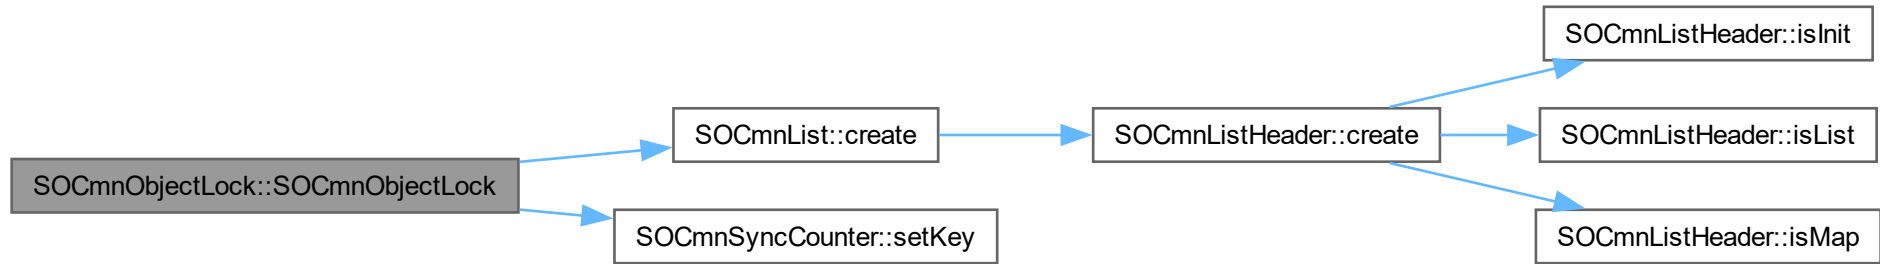 SOCmnObjectLock::SOCmnObjectLock
SOCmnList::create
SOCmnSyncCounter::setKey
SOCmnListHeader::create
SOCmnListHeader::isInit
SOCmnListHeader::isList
SOCmnListHeader::isMap